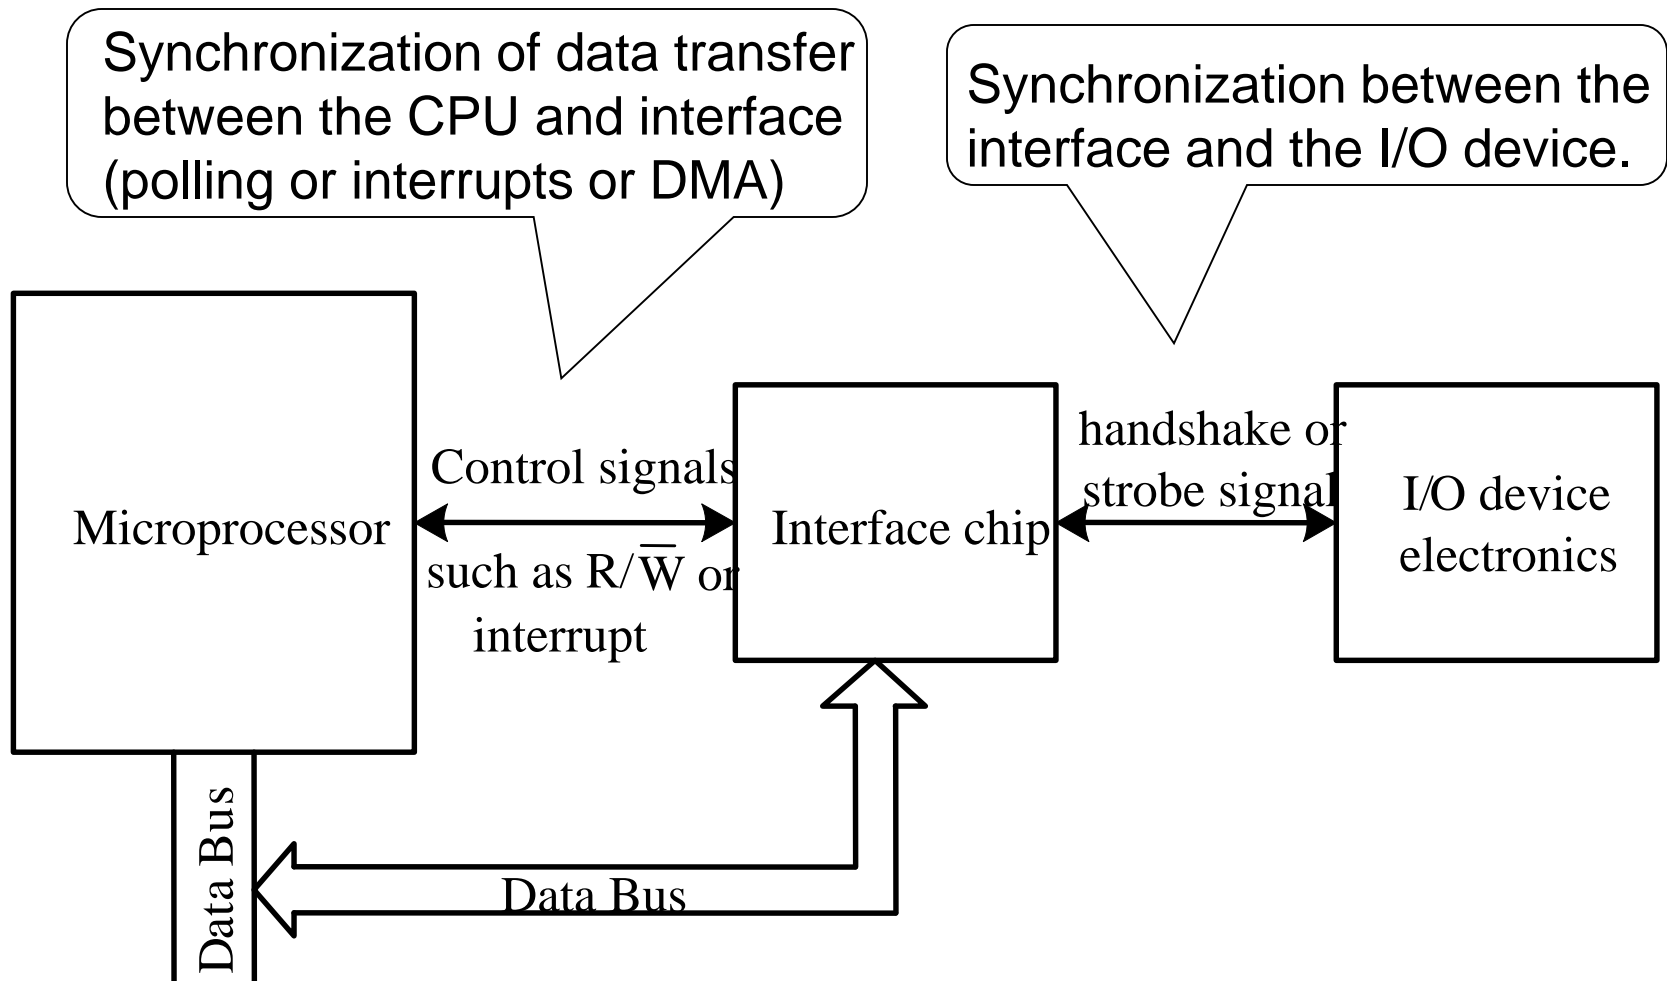 Synchronization of data transfer
between the CPU and interface
(polling or interrupts or DMA)
Synchronization between the
interface and the I/O device.
Microprocessor
Control signals
such as R/W̅ or
interrupt
Interface chip
handshake or
strobe signal
I/O device
electronics
Data Bus
Data Bus